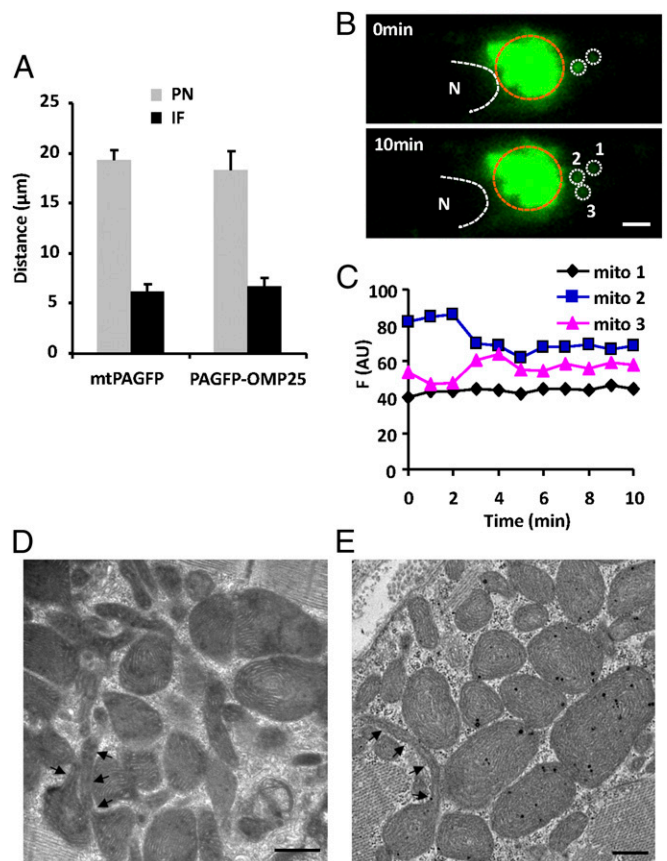 A
PN
IF
25
20
15
10
5
0
Distance (μm)
mtPAGFP
PAGFP-OMP25
B
0min
N
10min
N
1
2
3
C
mito 1
mito 2
mito 3
100
80
60
40
20
0
F (AU)
0 2 4 6 8 10
Time (min)
D
E